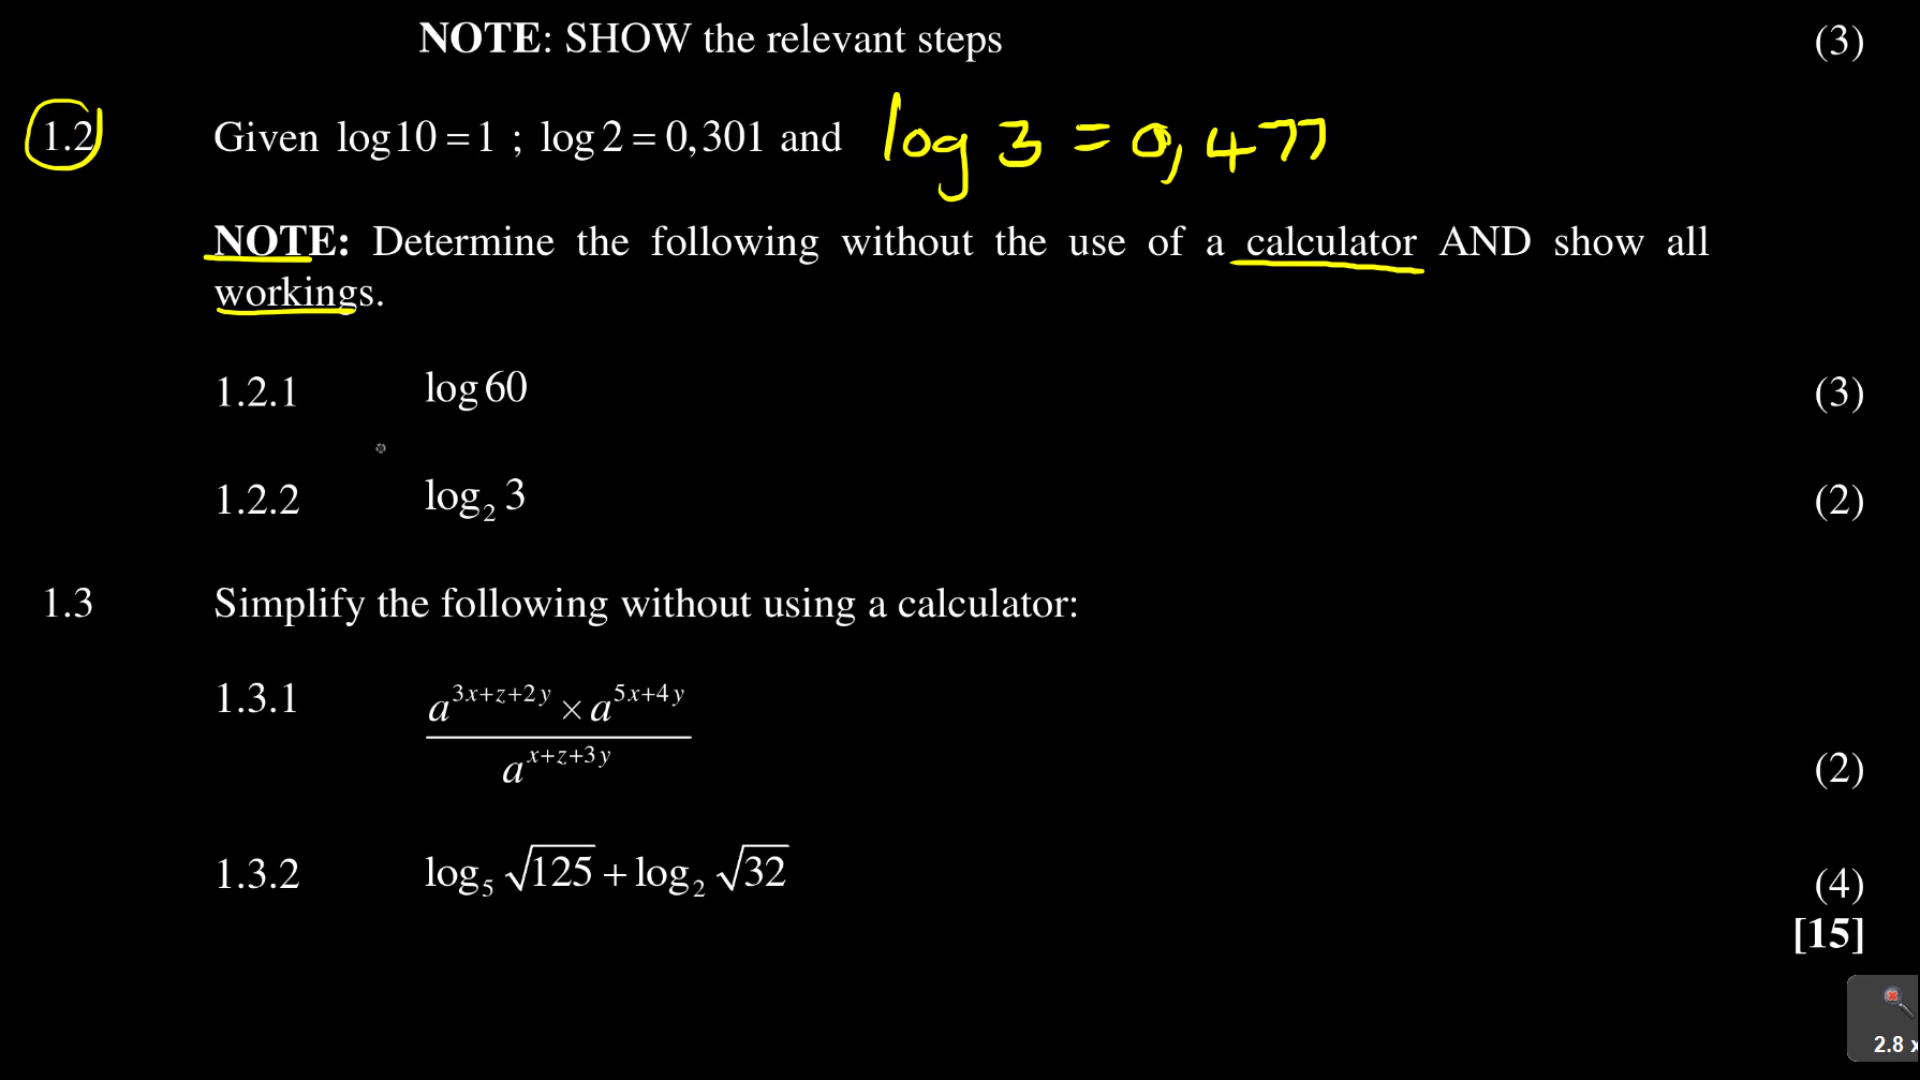 NOTE: SHOW the relevant steps (3)
1.2 Given log10 = 1 ; log 2 = 0,301 and log 3 = 0,477
NOTE: Determine the following without the use of a calculator AND show all
workings.
1.2.1 log 60 (3)
1.2.2 log₂ 3 (2)
1.3 Simplify the following without using a calculator:
1.3.1 a^(3x+z+2y) × a^(5x+4y)
a^(x+z+3y) (2)
1.3.2 log₅ √125 + log₂ √32 (4)
[15]
2.8 x